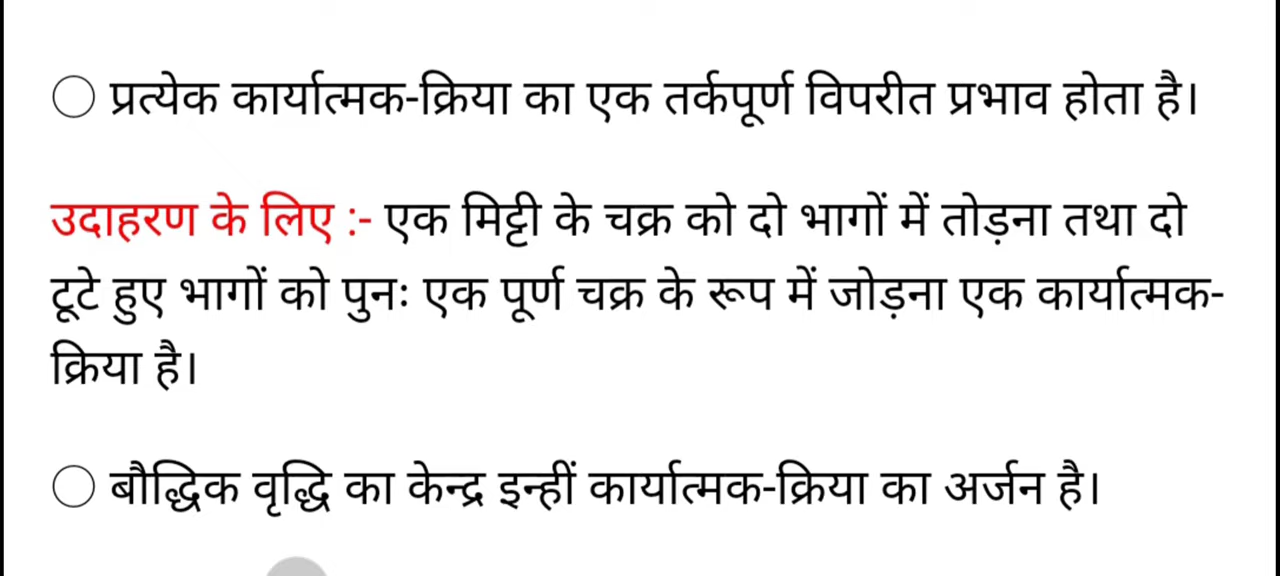 प्रत्येक कार्यात्मक-क्रिया का एक तर्कपूर्ण विपरीत प्रभाव होता है।
उदाहरण के लिए :- एक मिट्टी के चक्र को दो भागों में तोड़ना तथा दो
टूटे हुए भागों को पुनः एक पूर्ण चक्र के रूप में जोड़ना एक कार्यात्मक-
क्रिया है।
बौद्धिक वृद्धि का केन्द्र इन्हीं कार्यात्मक-क्रिया का अर्जन है।